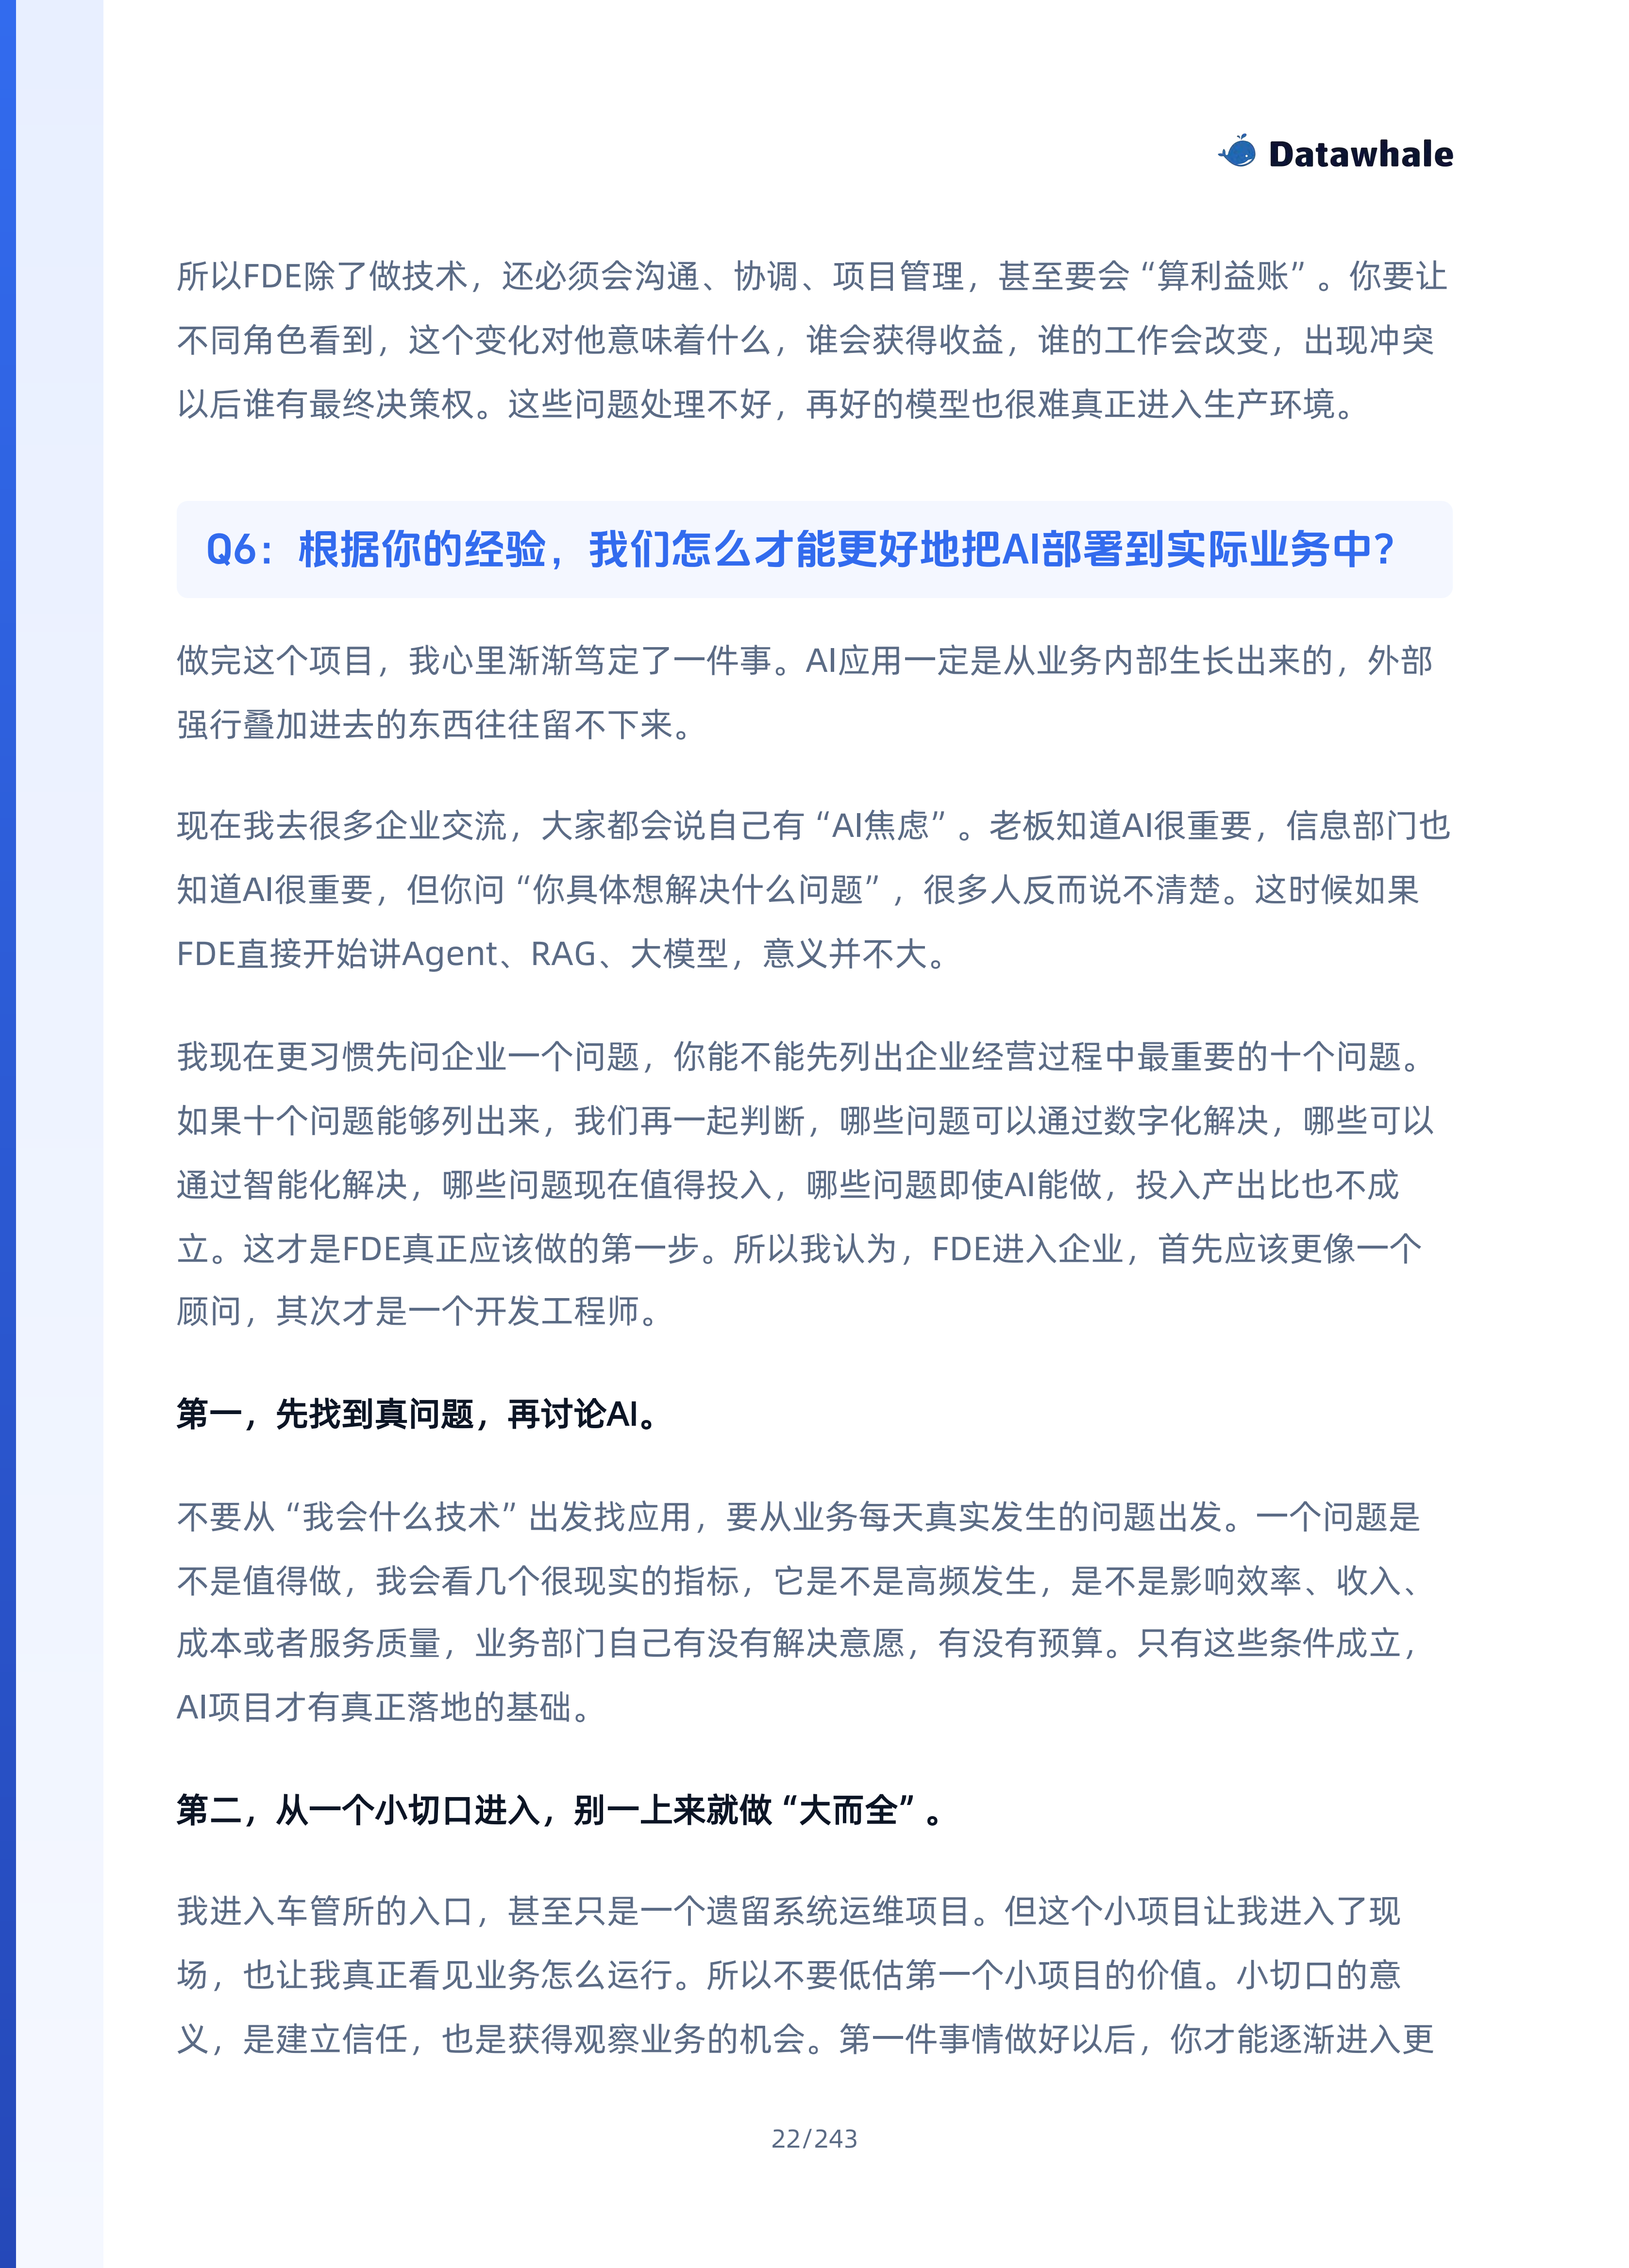 Datawhale
所以FDE除了做技术，还必须会沟通、协调、项目管理，甚至要会“算利益账”。你要让
不同角色看到，这个变化对他意味着什么，谁会获得收益，谁的工作会改变，出现冲突
以后谁有最终决策权。这些问题处理不好，再好的模型也很难真正进入生产环境。
Q6：根据你的经验，我们怎么才能更好地把AI部署到实际业务中？
做完这个项目，我心里渐渐笃定了一件事。AI应用一定是从业务内部生长出来的，外部
强行叠加进去的东西往往留不下来。
现在我去很多企业交流，大家都会说自己有“AI焦虑”。老板知道AI很重要，信息部门也
知道AI很重要，但你问“你具体想解决什么问题”，很多人反而说不清楚。这时候如果
FDE直接开始讲Agent、RAG、大模型，意义并不大。
我现在更习惯先问企业一个问题，你能不能先列出企业经营过程中最重要的十个问题。
如果十个问题能够列出来，我们再一起判断，哪些问题可以通过数字化解决，哪些可以
通过智能化解决，哪些问题现在值得投入，哪些问题即使AI能做，投入产出比也不成
立。这才是FDE真正应该做的第一步。所以我认为，FDE进入企业，首先应该更像一个
顾问，其次才是一个开发工程师。
第一，先找到真问题，再讨论AI。
不要从“我会什么技术”出发找应用，要从业务每天真实发生的问题出发。一个问题是
不是值得做，我会看几个很现实的指标，它是不是高频发生，是不是影响效率、收入、
成本或者服务质量，业务部门自己有没有解决意愿，有没有预算。只有这些条件成立，
AI项目才有真正落地的基础。
第二，从一个小切口进入，别一上来就做“大而全”。
我进入车管所的入口，甚至只是一个遗留系统运维项目。但这个小项目让我进入了现
场，也让我真正看见业务怎么运行。所以不要低估第一个小项目的价值。小切口的意
义，是建立信任，也是获得观察业务的机会。第一件事情做好以后，你才能逐渐进入更
22/243